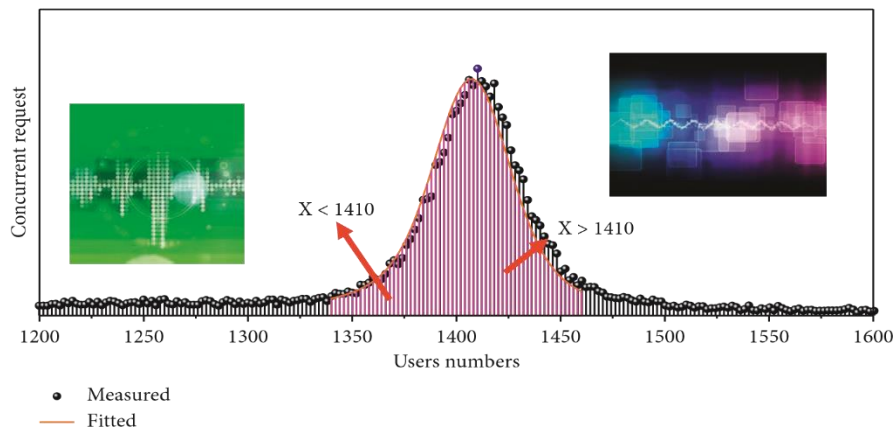 Concurrent request
X < 1410
X > 1410
1200 1250 1300 1350 1400 1450 1500 1550 1600
Users numbers
Measured
Fitted